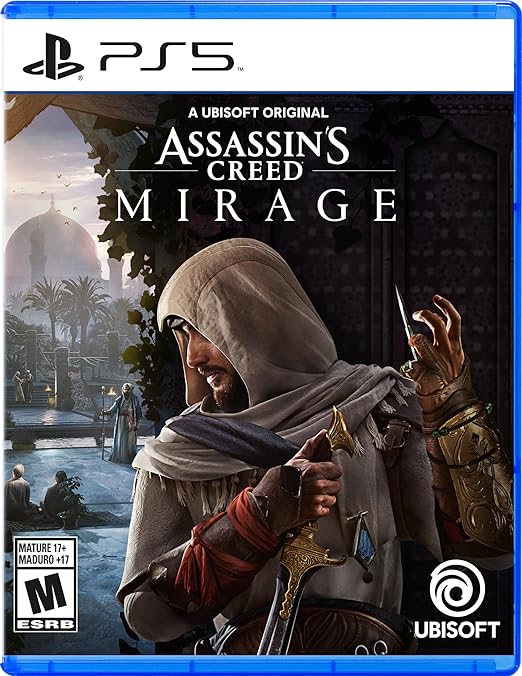 PS5
A UBISOFT ORIGINAL
ASSASSIN'S
CREED
MIRAGE
MATURE 17+
MADURO +17
M
ESRB
UBISOFT